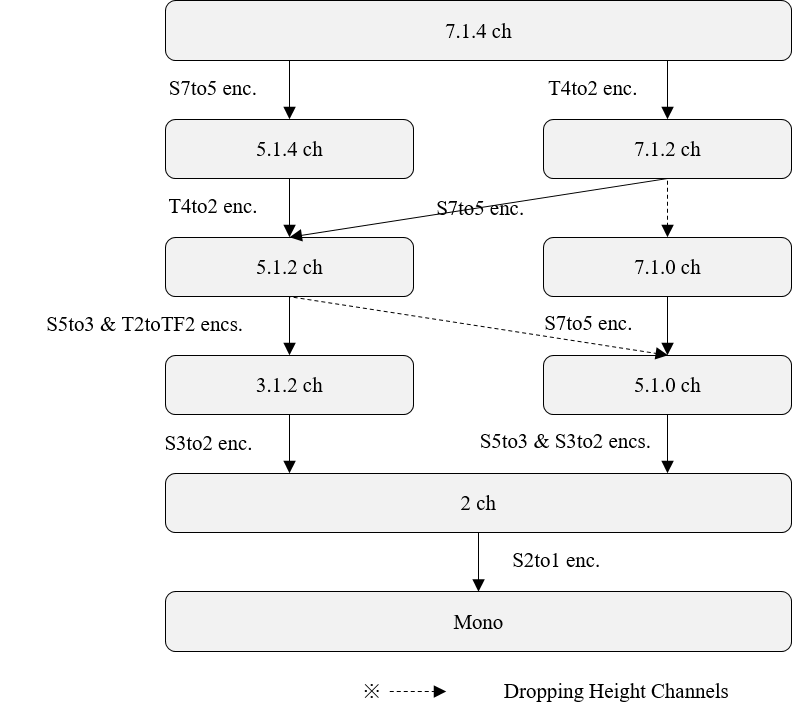 7.1.4 ch
S7to5 enc.
T4to2 enc.
5.1.4 ch
7.1.2 ch
T4to2 enc.
S7to5 enc.
5.1.2 ch
7.1.0 ch
S5to3 & T2toTF2 encs.
S7to5 enc.
3.1.2 ch
5.1.0 ch
S3to2 enc.
S5to3 & S3to2 encs.
2 ch
S2to1 enc.
Mono
※ Dropping Height Channels